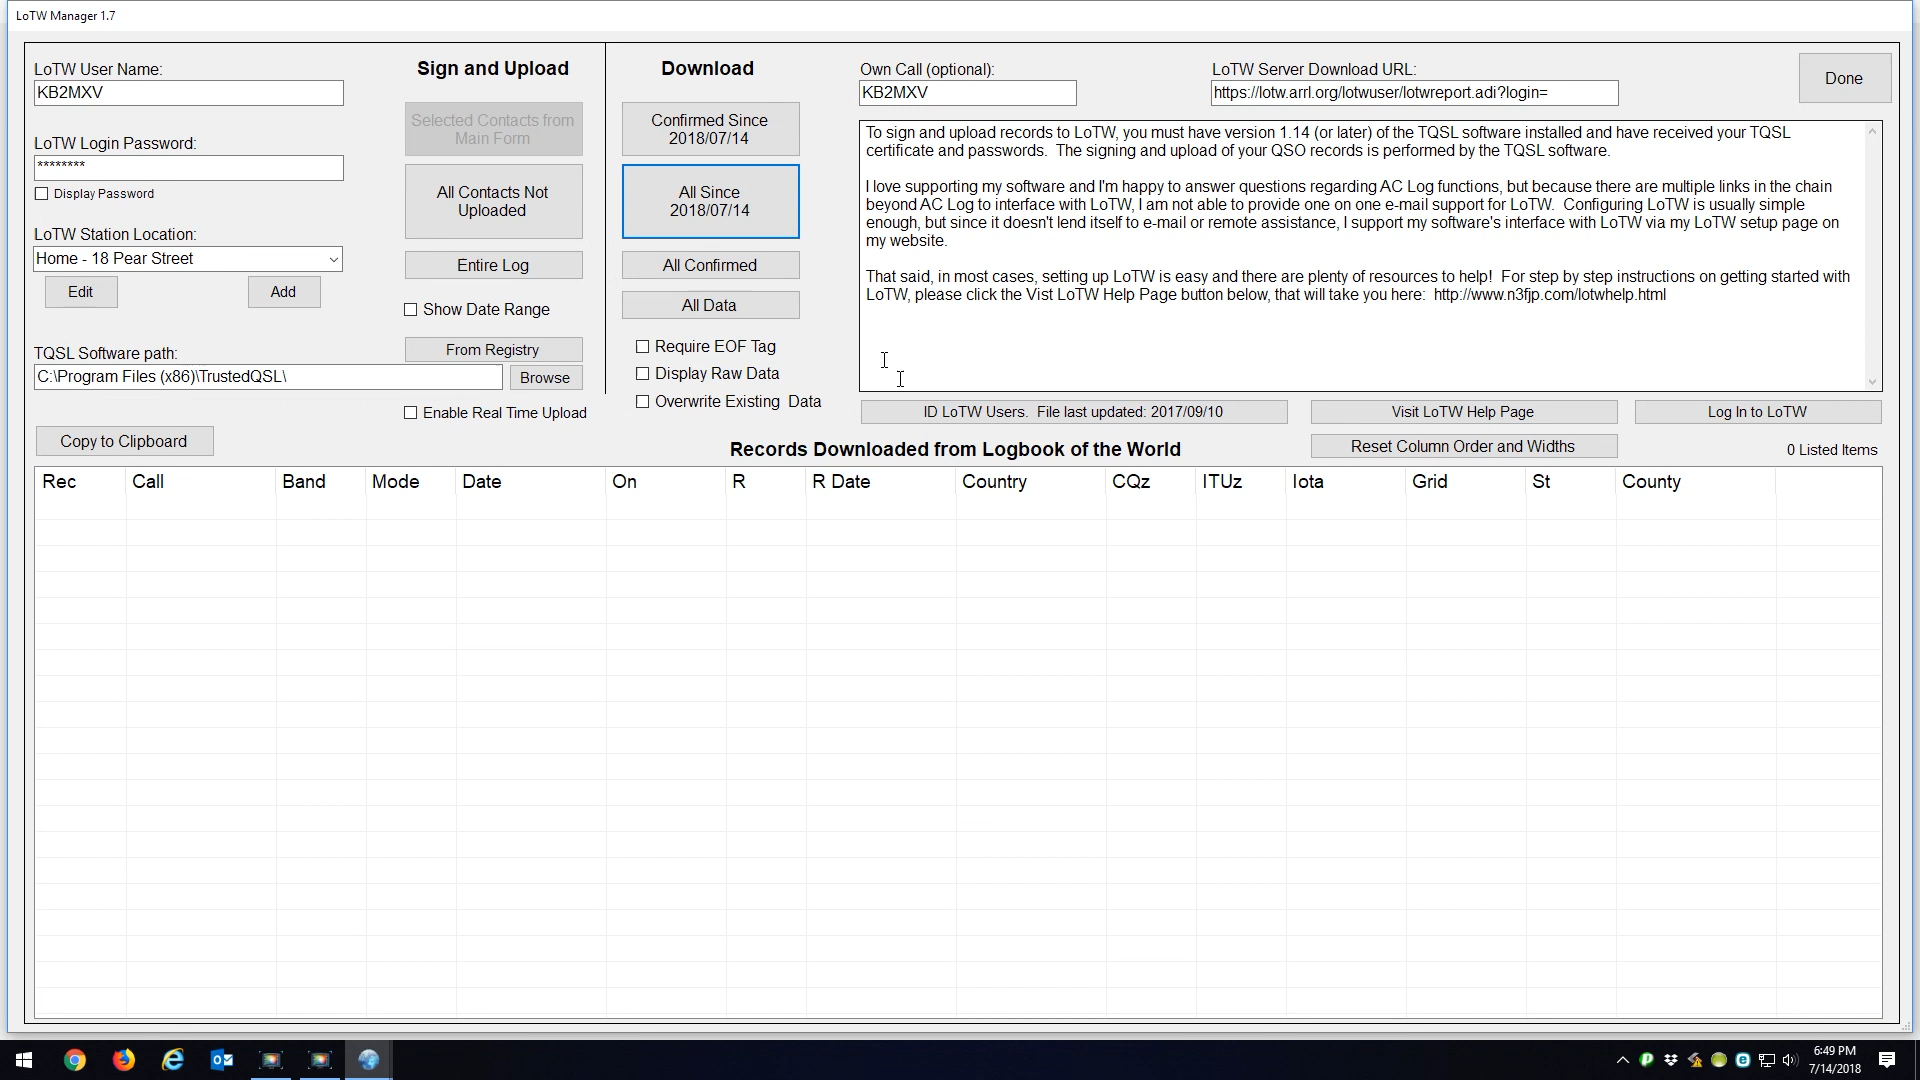 LoTW Manager 1.7
LoTW User Name:
KB2MXV
LoTW Login Password:
********
Display Password
LoTW Station Location:
Home - 18 Pear Street
Edit
Add
TQSL Software path:
C:\Program Files (x86)\TrustedQSL\
Browse
Sign and Upload
Selected Contacts from
Main Form
All Contacts Not
Uploaded
Entire Log
Show Date Range
From Registry
Enable Real Time Upload
Download
Confirmed Since
2018/07/14
All Since
2018/07/14
All Confirmed
All Data
Require EOF Tag
Display Raw Data
Overwrite Existing  Data
Own Call (optional):
KB2MXV
LoTW Server Download URL:
https://lotw.arrl.org/lotwuser/lotwreport.adi?login=
Done
To sign and upload records to LoTW, you must have version 1.14 (or later) of the TQSL software installed and have received your TQSL
certificate and passwords.  The signing and upload of your QSO records is performed by the TQSL software.
I love supporting my software and I'm happy to answer questions regarding AC Log functions, but because there are multiple links in the chain
beyond AC Log to interface with LoTW, I am not able to provide one on one e-mail support for LoTW.  Configuring LoTW is usually simple
enough, but since it doesn't lend itself to e-mail or remote assistance, I support my software's interface with LoTW via my LoTW setup page on
my website.
That said, in most cases, setting up LoTW is easy and there are plenty of resources to help!  For step by step instructions on getting started with
LoTW, please click the Vist LoTW Help Page button below, that will take you here:  http://www.n3fjp.com/lotwhelp.html
ID LoTW Users.  File last updated: 2017/09/10
Visit LoTW Help Page
Log In to LoTW
Copy to Clipboard
Records Downloaded from Logbook of the World
Reset Column Order and Widths
0 Listed Items
Rec Call Band Mode Date On R R Date Country CQz ITUz Iota Grid St County
6:49 PM
7/14/2018